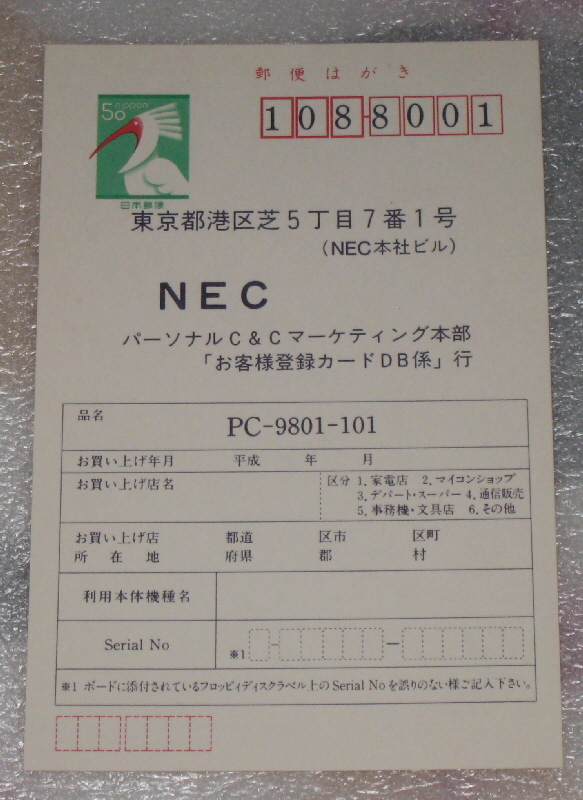 郵便はがき
50 nippon
1088001
日本郵便
東京都港区芝5丁目7番1号
(NEC本社ビル)
NEC
パーソナルC&Cマーケティング本部
「お客様登録カードDB係」行
品名 PC-9801-101
お買い上げ年月 平成 年 月
お買い上げ店名 区分 1. 家電店 2. マイコンショップ
3. デパート・スーパー 4. 通信販売
5. 事務機・文具店 6. その他
お買い上げ店 都道 区市 区町
所在地 府県 郡 村
利用本体機種名
Serial No ※1 - -
※1 ボードに添付されているフロッピィディスクラベル上のSerial Noを誤りのない様ご記入下さい。